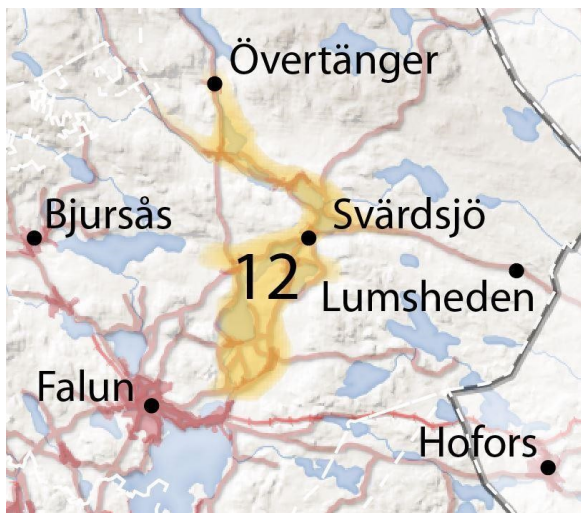 Övertänger
Bjursås
Svärdsjö
12
Lumsheden
Falun
Hofors